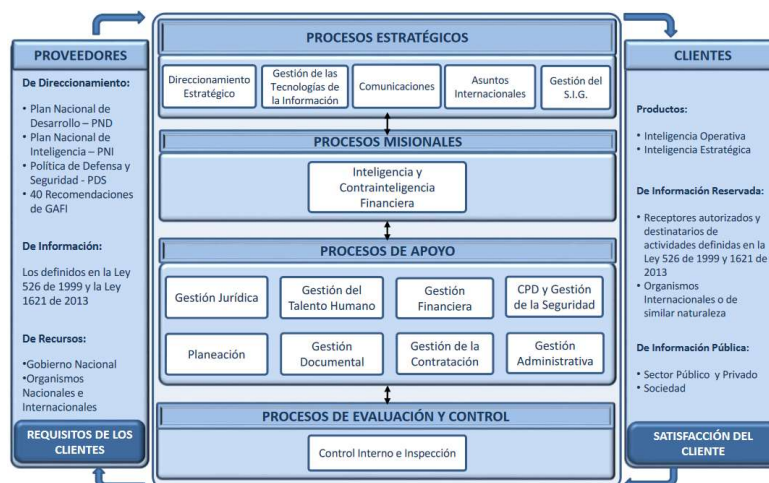 PROVEEDORES
De Direccionamiento:
• Plan Nacional de
Desarrollo – PND
• Plan Nacional de
Inteligencia – PNI
• Política de Defensa y
Seguridad - PDS
• 40 Recomendaciones
de GAFI
De Información:
Los definidos en la Ley
526 de 1999 y la Ley
1621 de 2013
De Recursos:
•Gobierno Nacional
•Organismos
Nacionales e
Internacionales
REQUISITOS DE LOS
CLIENTES
PROCESOS ESTRATÉGICOS
Direccionamiento
Estratégico
Gestión de las
Tecnologías de
la Información
Comunicaciones
Asuntos
Internacionales
Gestión del
S.I.G.
PROCESOS MISIONALES
Inteligencia y
Contrainteligencia
Financiera
PROCESOS DE APOYO
Gestión Jurídica
Gestión del
Talento Humano
Gestión
Financiera
CPD y Gestión
de la Seguridad
Planeación
Gestión
Documental
Gestión de la
Contratación
Gestión
Administrativa
PROCESOS DE EVALUACIÓN Y CONTROL
Control Interno e Inspección
CLIENTES
Productos:
• Inteligencia Operativa
• Inteligencia Estratégica
De Información Reservada:
• Receptores autorizados y
destinatarios de
actividades definidas en la
Ley 526 de 1999 y 1621 de
2013
• Organismos
Internacionales o de
similar naturaleza
De Información Pública:
• Sector Público y Privado
• Sociedad
SATISFACCIÓN DEL
CLIENTE